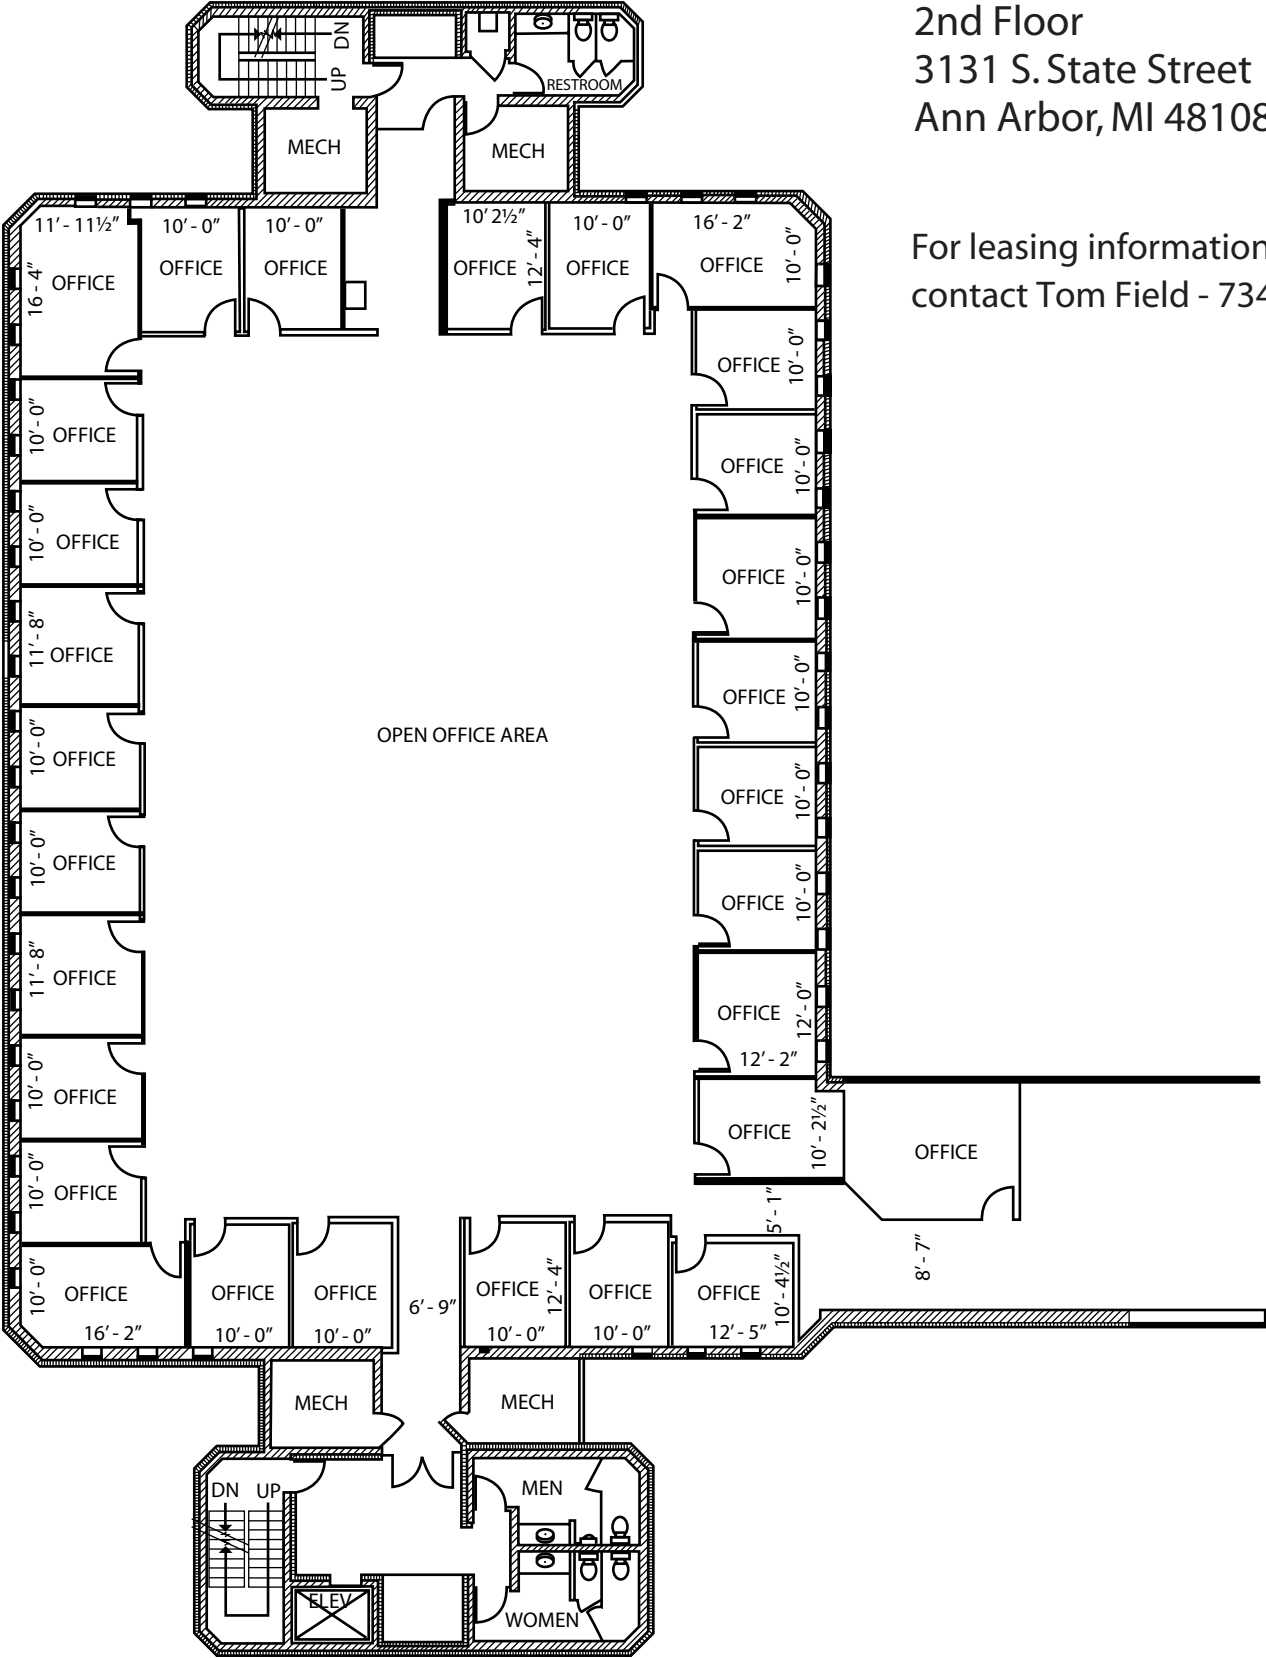 2nd Floor
3131 S. State Street
Ann Arbor, MI 48108
For leasing information
contact Tom Field - 734
DN
UP
RESTROOM
MECH
MECH
11' - 11½"
10' - 0"
10' - 0"
10' 2½"
10' - 0"
16' - 2"
16 - 4"
OFFICE
OFFICE
OFFICE
OFFICE
12' - 4"
OFFICE
OFFICE
10' - 0"
OFFICE
10' - 0"
10' - 0"
OFFICE
OFFICE
10' - 0"
10' - 0"
OFFICE
OFFICE
10' - 0"
11' - 8"
OFFICE
OFFICE
10' - 0"
OPEN OFFICE AREA
10' - 0"
OFFICE
OFFICE
10' - 0"
10' - 0"
OFFICE
OFFICE
10' - 0"
11' - 8"
OFFICE
OFFICE
12' - 0"
12' - 2"
10' - 0"
OFFICE
OFFICE
10' - 2½"
OFFICE
10' - 0"
OFFICE
5' - 1"
8' - 7"
10' - 0"
OFFICE
16' - 2"
OFFICE
10' - 0"
OFFICE
10' - 0"
6' - 9"
OFFICE
12' - 4"
10' - 0"
OFFICE
10' - 0"
OFFICE
10' - 4½"
12' - 5"
MECH
MECH
DN
UP
MEN
ELEV
WOMEN